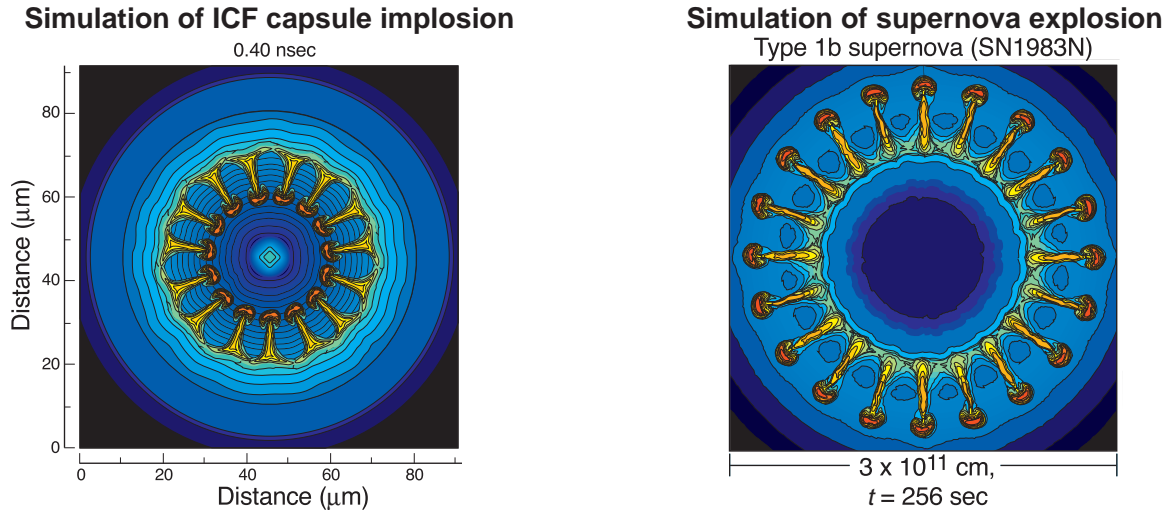 Simulation of ICF capsule implosion
0.40 nsec
80
60
40
20
0
Distance (μm)
0
20
40
60
80
Distance (μm)
Simulation of supernova explosion
Type 1b supernova (SN1983N)
3 x 10¹¹ cm,
t = 256 sec